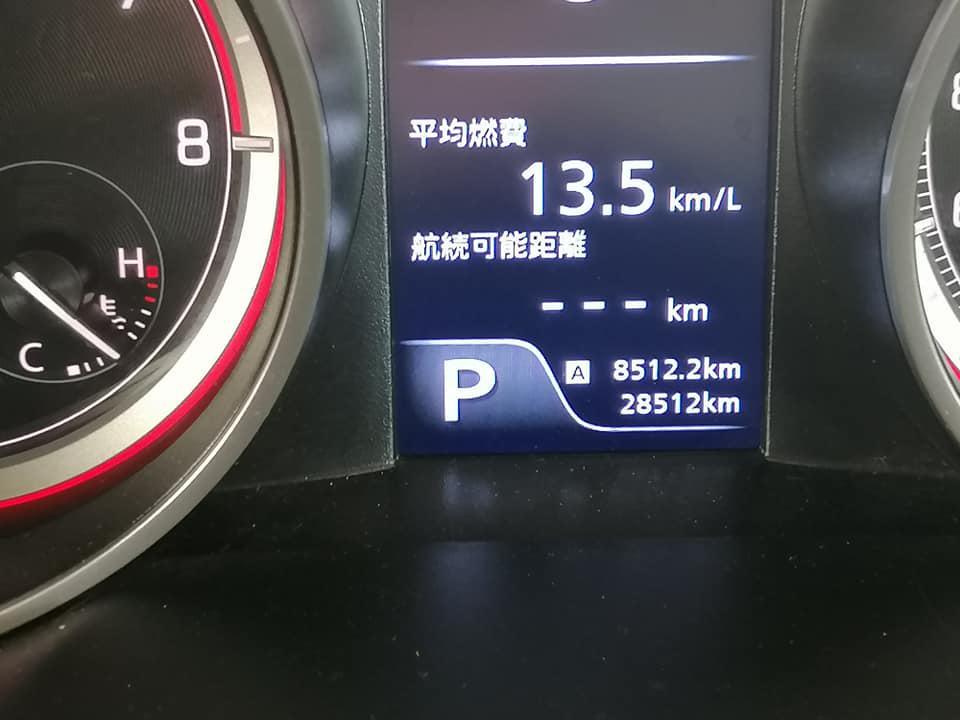 8
H
C
平均燃費
13.5 km/L
航続可能距離
--- km
P
A 8512.2km
28512km